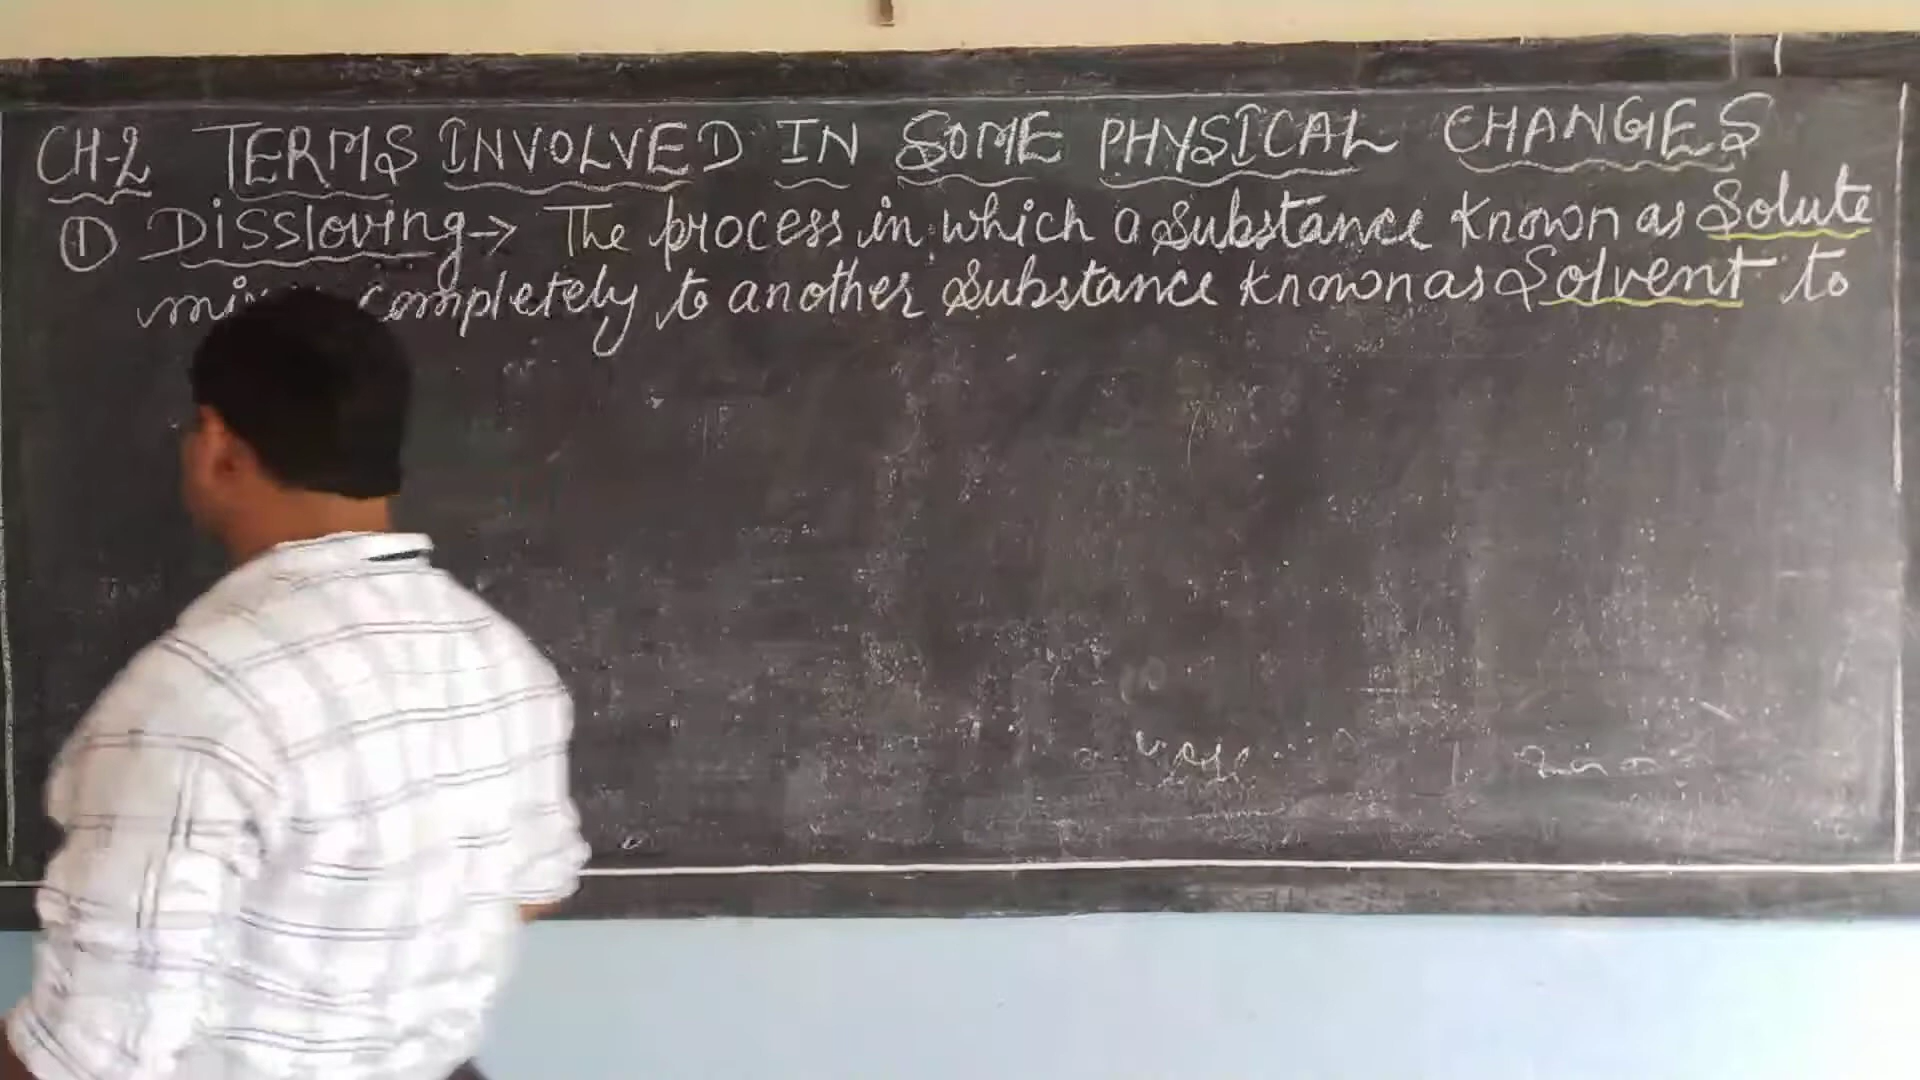 CH-2 TERMS INVOLVED IN SOME PHYSICAL CHANGES
① Dissloving → The process in which a substance known as Solute
completely to another substance known as Solvent to